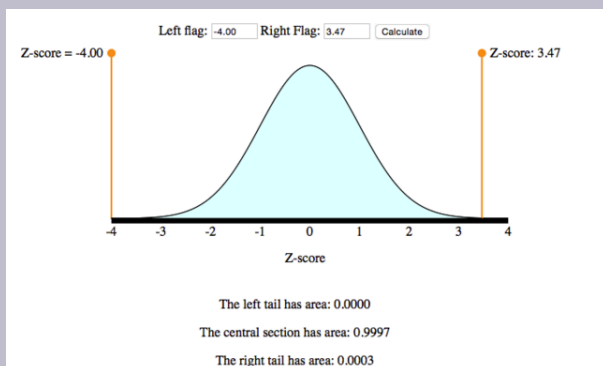 Left flag: -4.00 Right Flag: 3.47 Calculate
Z-score = -4.00 Z-score: 3.47
-4 -3 -2 -1 0 1 2 3 4
Z-score
The left tail has area: 0.0000
The central section has area: 0.9997
The right tail has area: 0.0003